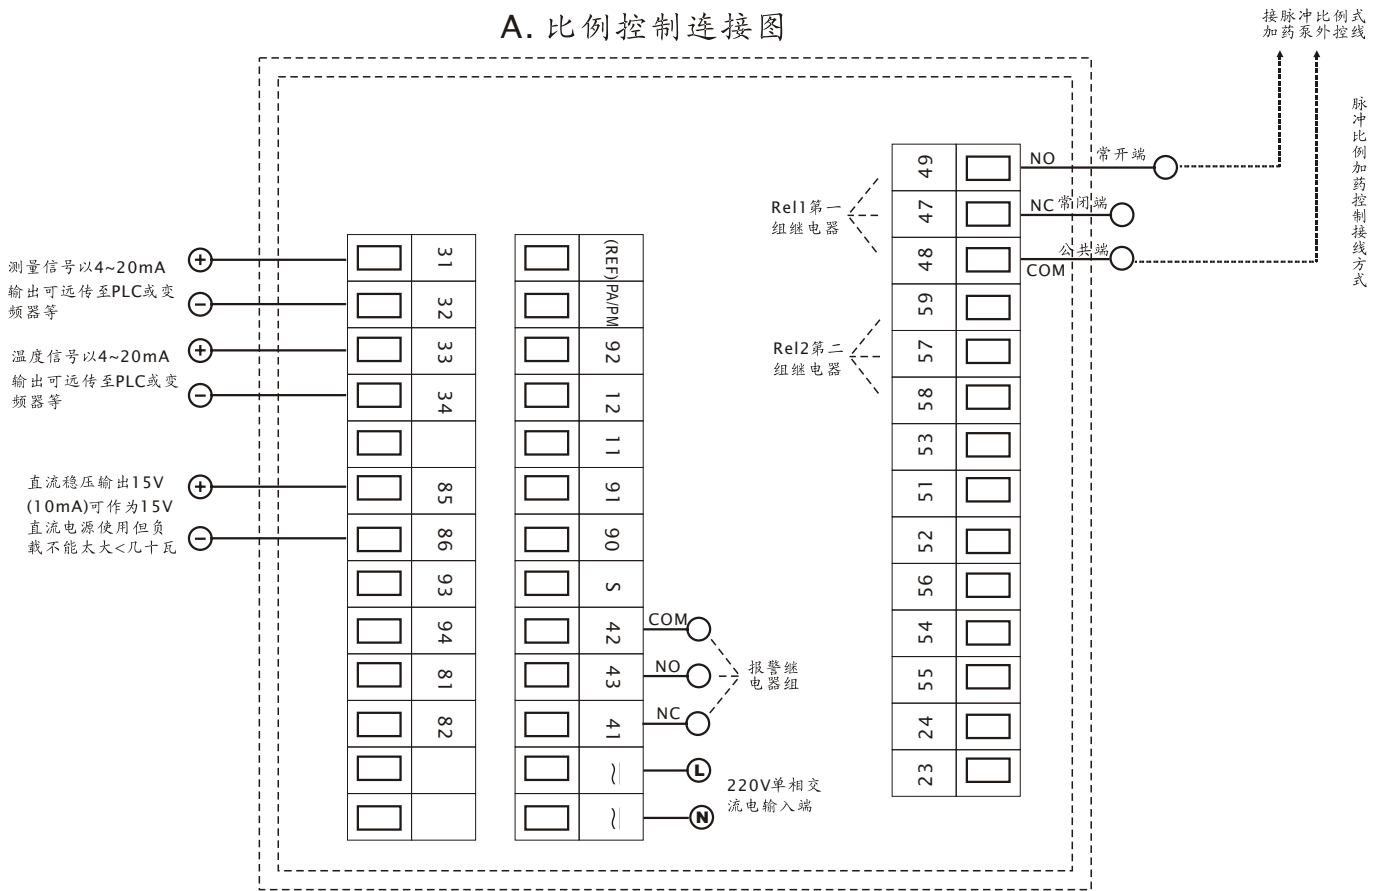 A. 比例控制连接图
接脉冲比例式
加药泵外控线
脉冲比例加药控制接线方式
测量信号以4~20mA
输出可远传至PLC或变
频器等
温度信号以4~20mA
输出可远传至PLC或变
频器等
直流稳压输出15V
(10mA)可作为15V
直流电源使用但负
载不能太大<几十瓦
31
32
33
34
85
86
93
94
81
82
(REF)PA/PM
92
12
11
91
90
S
42
43
41
COM
NO
NC
报警继
电器组
L
N
220V单相交
流电输入端
Rel1第一
组继电器
Rel2第二
组继电器
49
47
48
59
57
58
53
51
52
56
54
55
24
23
NO 常开端
NC 常闭端
公共端
COM